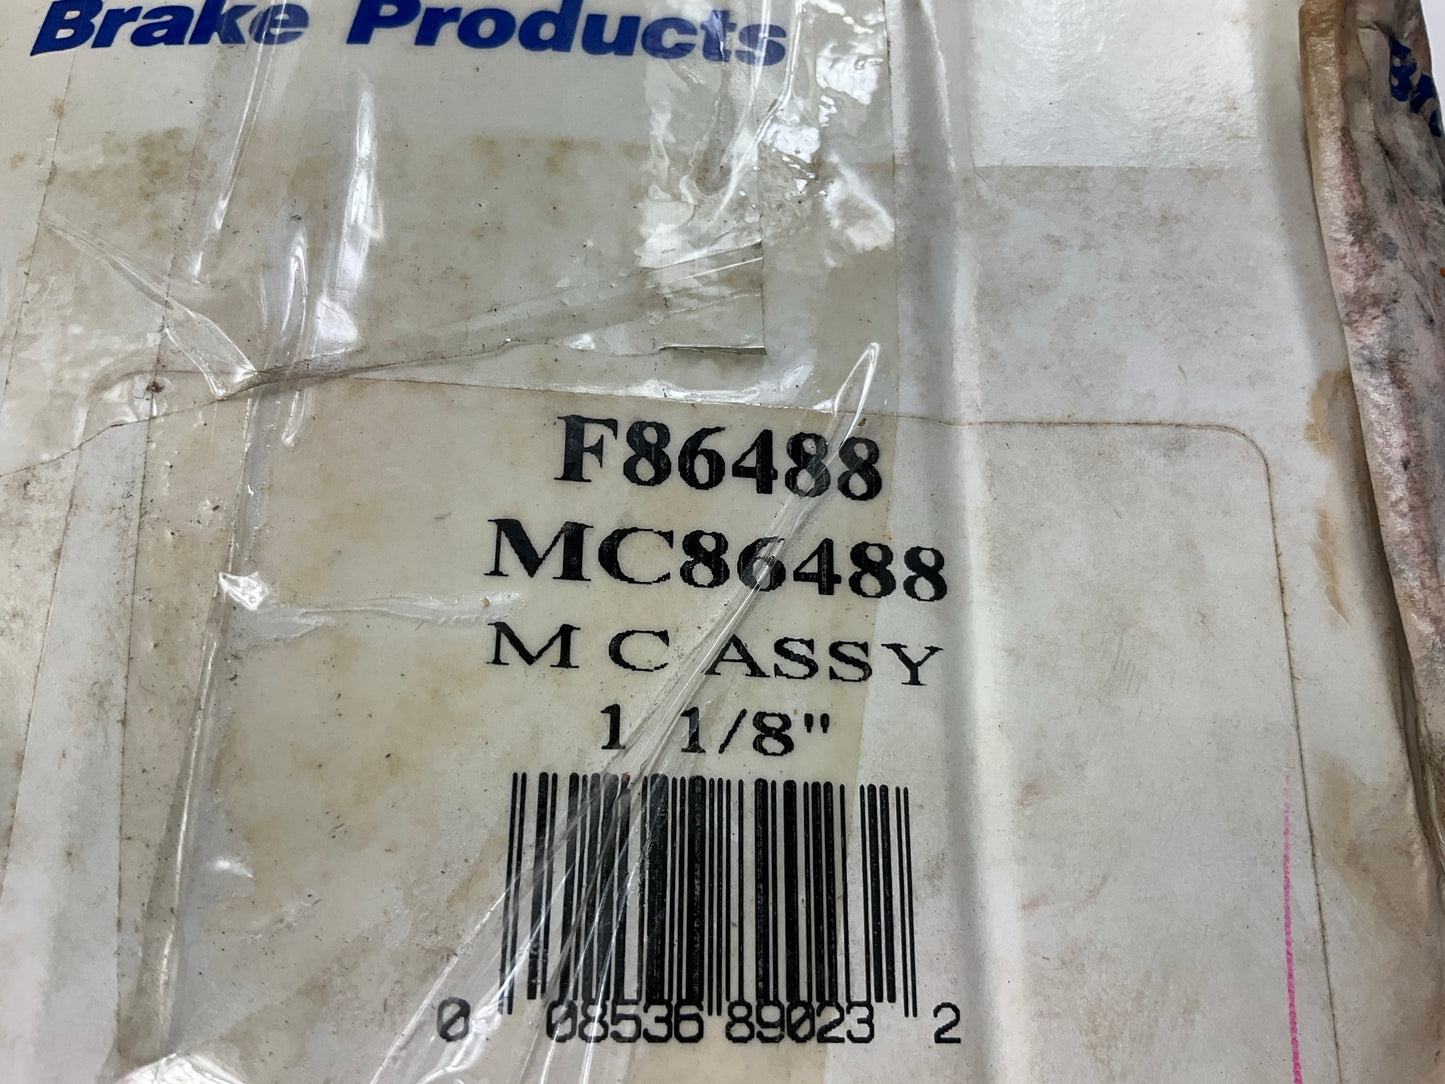 Brake Products
F86488
MC86488
M C ASSY
1 1/8"
0 08536 89023 2